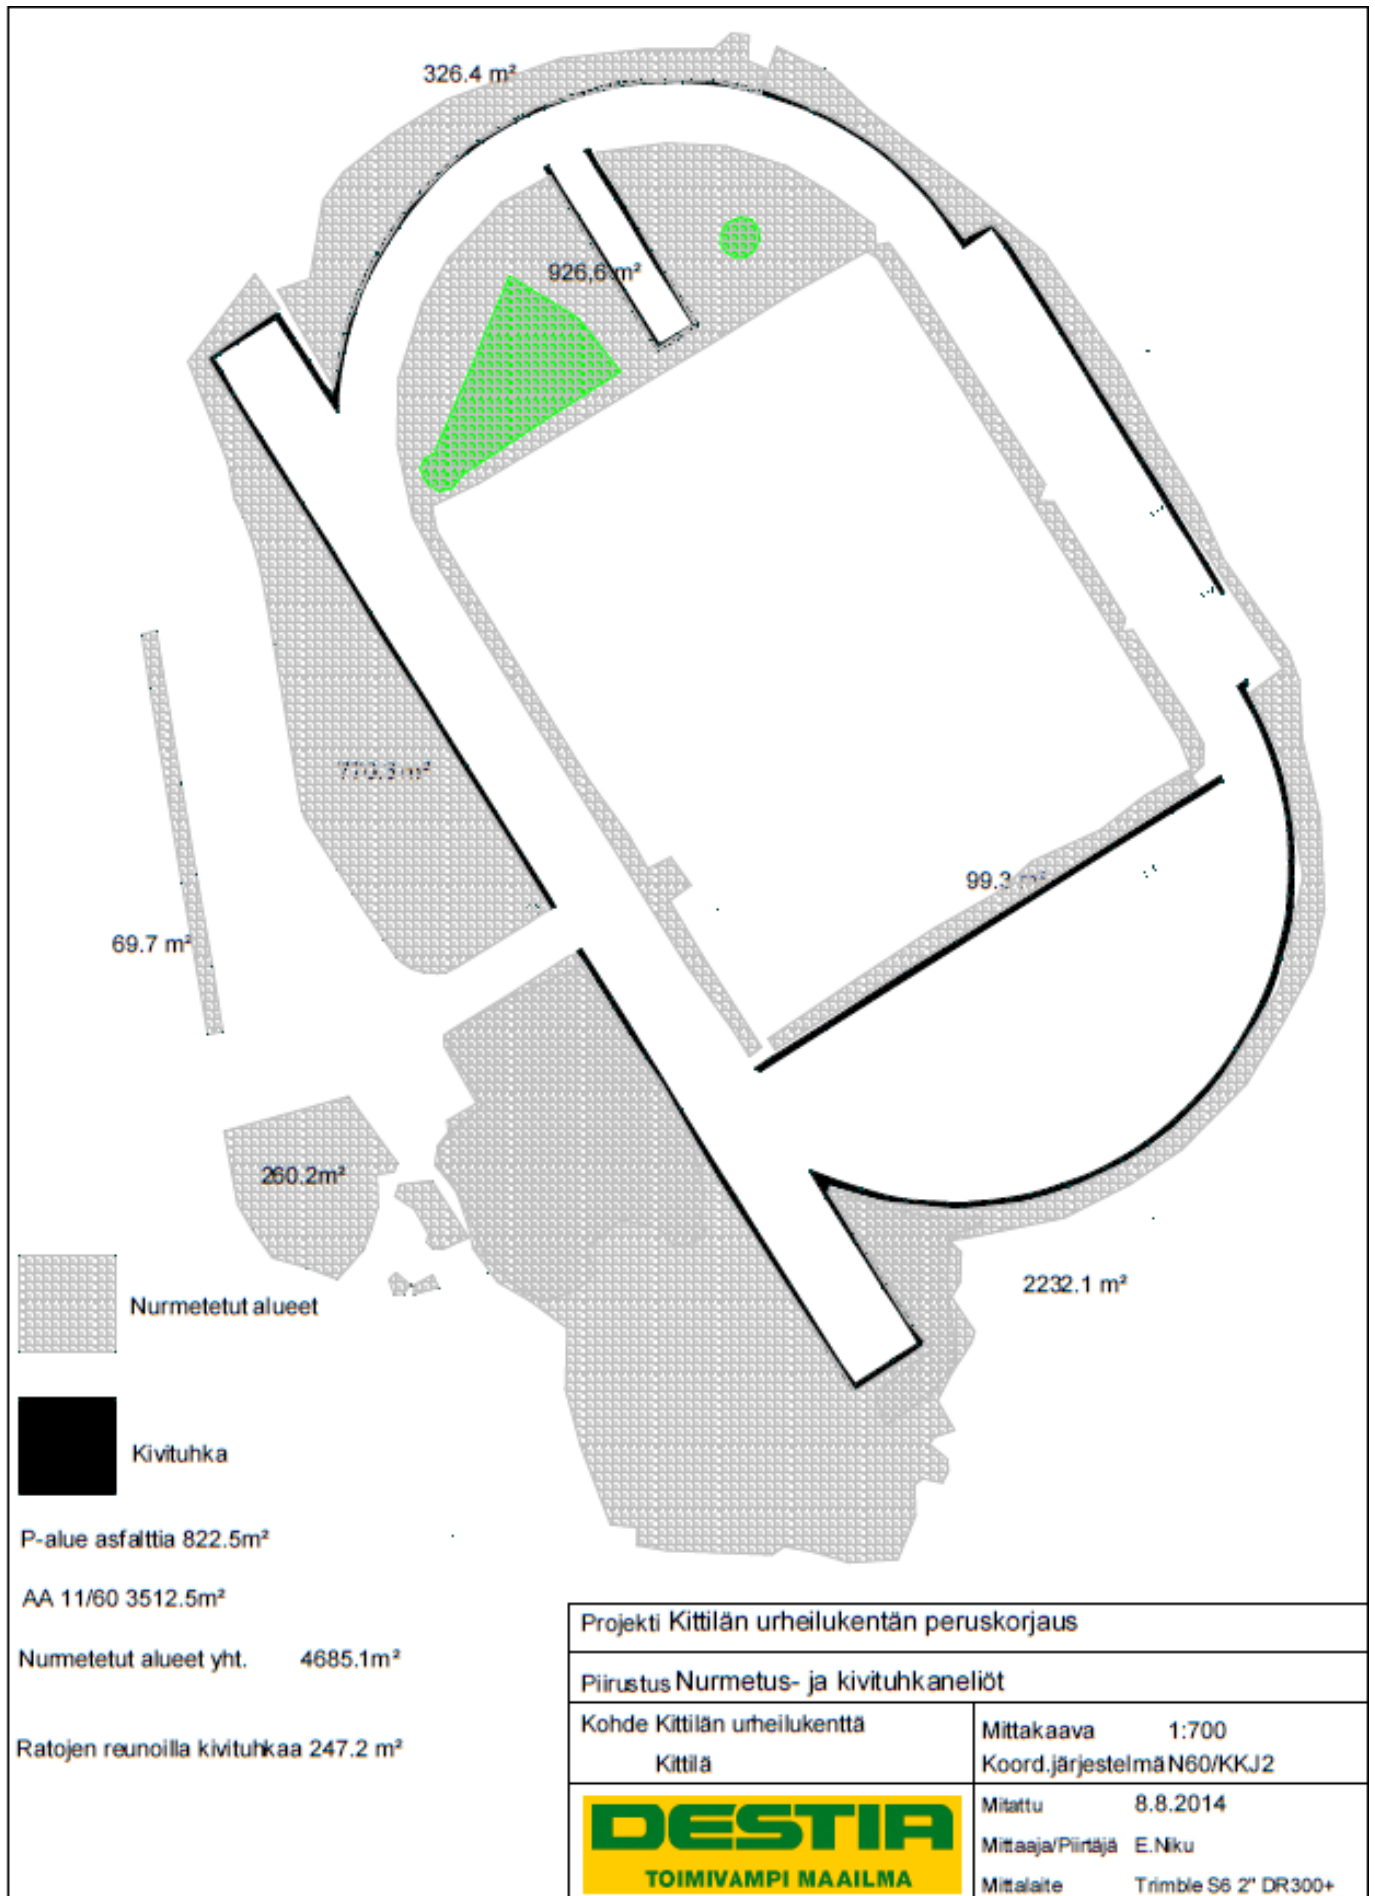 326.4 m²
926,6 m²
99.3 m²
69.7 m²
260.2m²
2232.1 m²
Nurmetetut alueet
Kivituhka
P-alue asfalttia 822.5m²
AA 11/60 3512.5m²
Nurmetetut alueet yht. 4685.1m²
Ratojen reunoilla kivituhkaa 247.2 m²
Projekti Kittilän urheilukentän peruskorjaus
Piirustus Nurmetus- ja kivituhkaneliöt
Kohde Kittilän urheilukenttä
Kittilä
Mittakaava 1:700
Koord.järjestelmä N60/KKJ2
DESTIA
TOIMIVAMPI MAAILMA
Mitattu 8.8.2014
Mittaaja/Piirtäjä E.Niku
Mittalaite Trimble S6 2" DR300+